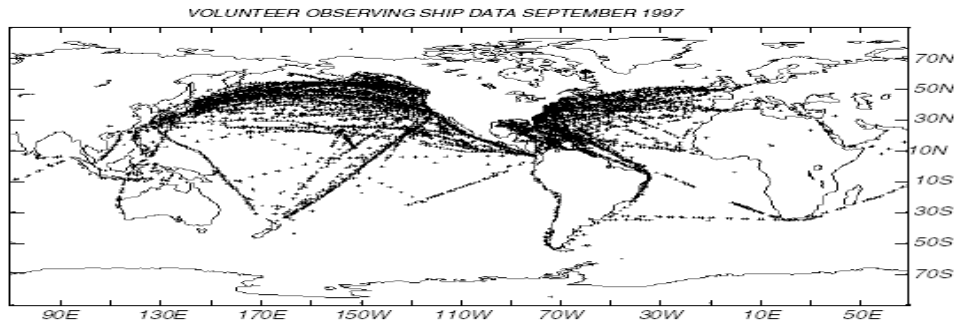 VOLUNTEER OBSERVING SHIP DATA SEPTEMBER 1997
70N
50N
30N
10N
10S
30S
50S
70S
90E 130E 170E 150W 110W 70W 30W 10E 50E